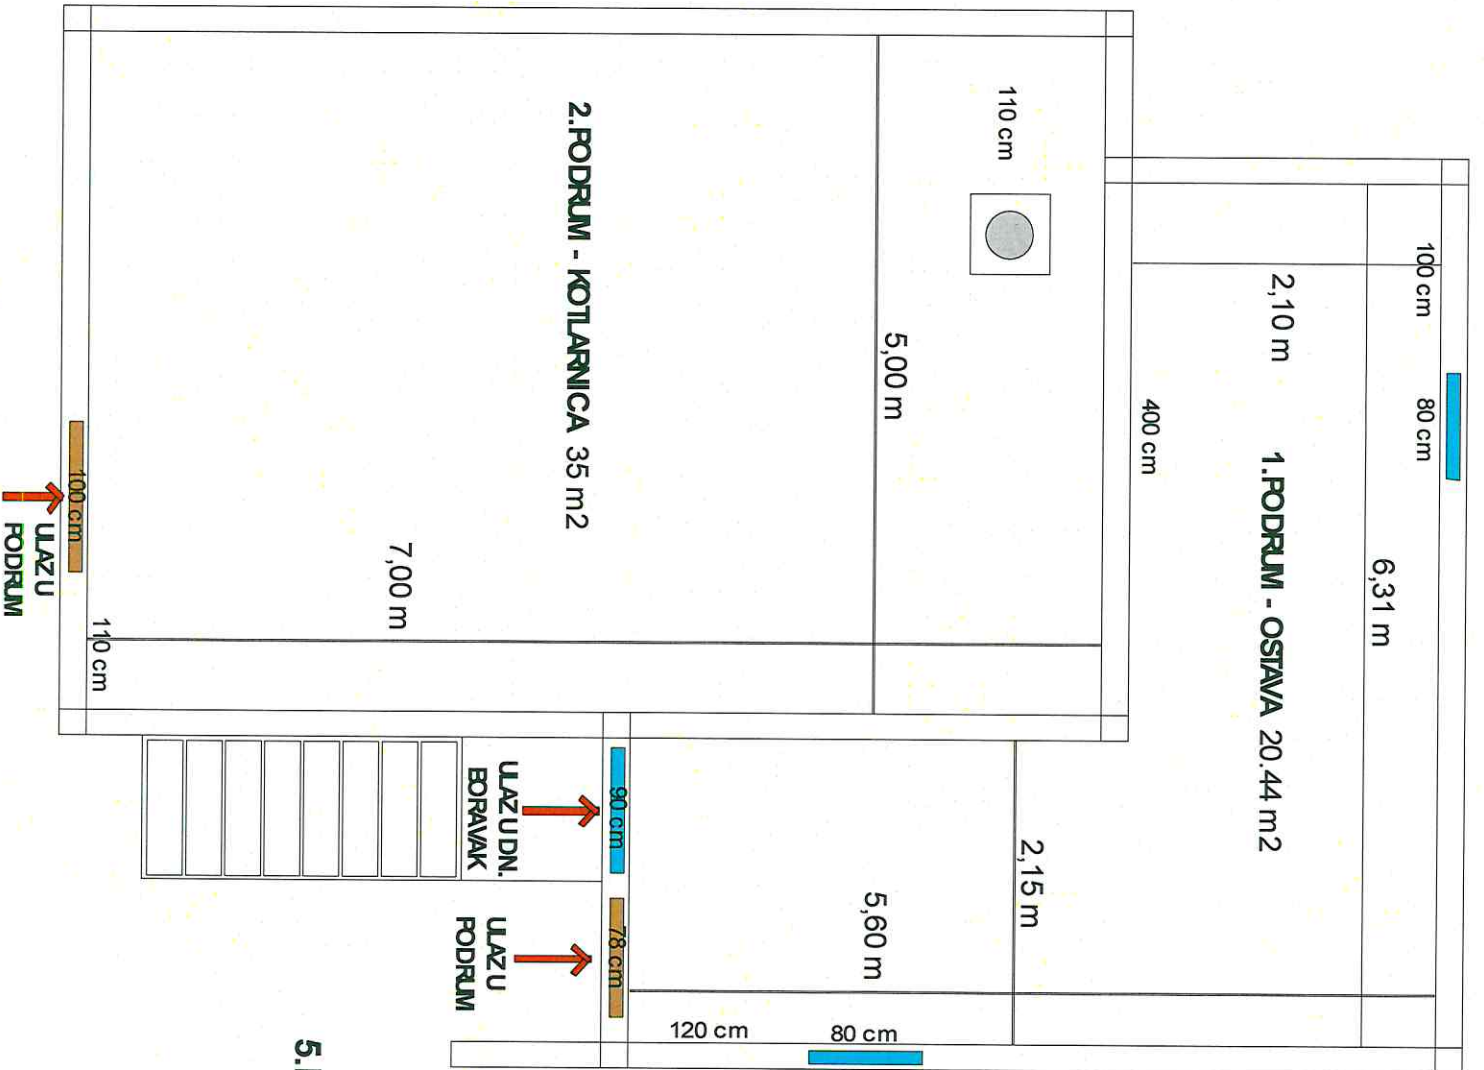 110 cm
2.PODRUM - KOTLARNICA 35 m2
5,00 m
7,00 m
100 cm
ULAZ U
PODRUM
110 cm
100 cm
80 cm
2,10 m
400 cm
6,31 m
1.PODRUM - OSTAVA 20.44 m2
2,15 m
5,60 m
90 cm
ULAZ U DN.
BORAVAK
78 cm
ULAZ U
PODRUM
120 cm
80 cm
5.